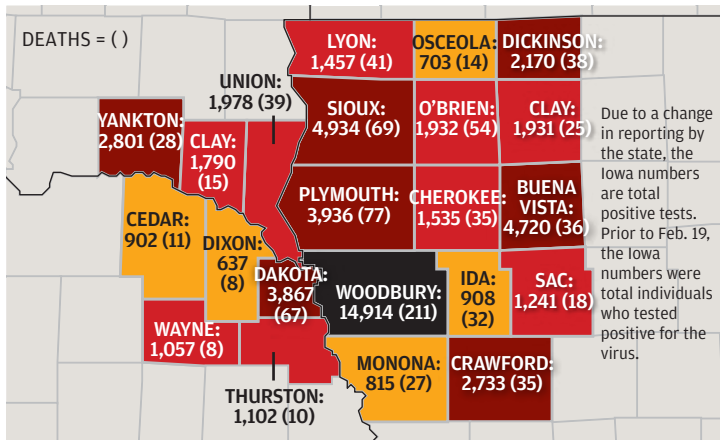 DEATHS = ( )
UNION:
1,978 (39)
LYON:
1,457 (41)
OSCEOLA:
703 (14)
DICKINSON:
2,170 (38)
YANKTON:
2,801 (28)
CLAY:
1,790
(15)
SIOUX:
4,934 (69)
O’BRIEN:
1,932 (54)
CLAY:
1,931 (25)
Due to a change
in reporting by
the state, the
Iowa numbers
are total
positive tests.
Prior to Feb. 19,
the Iowa
numbers were
total individuals
who tested
positive for the
virus.
CEDAR:
902 (11)
DIXON:
637
(8)
PLYMOUTH:
3,936 (77)
CHEROKEE:
1,535 (35)
BUENA
VISTA:
4,720 (36)
DAKOTA:
3,867
(67)
WOODBURY:
14,914 (211)
IDA:
908
(32)
SAC:
1,241 (18)
WAYNE:
1,057 (8)
THURSTON:
1,102 (10)
MONONA:
815 (27)
CRAWFORD:
2,733 (35)